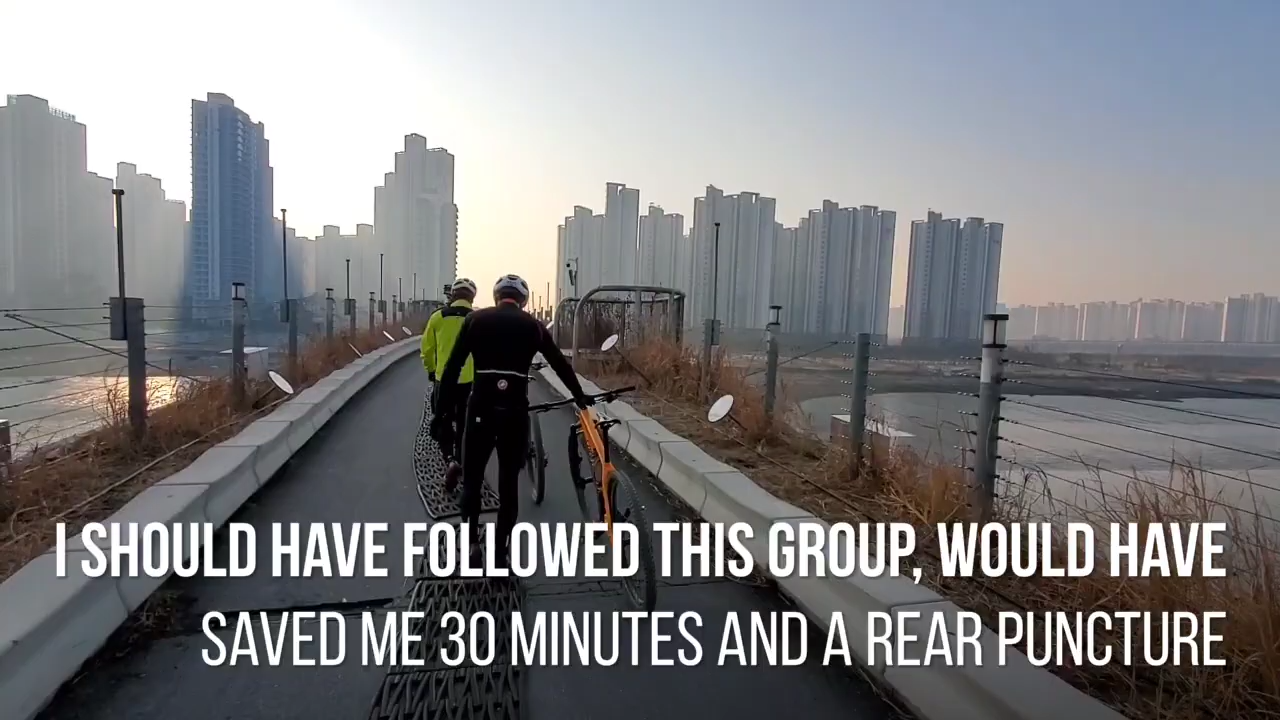 I SHOULD HAVE FOLLOWED THIS GROUP, WOULD HAVE
SAVED ME 30 MINUTES AND A REAR PUNCTURE